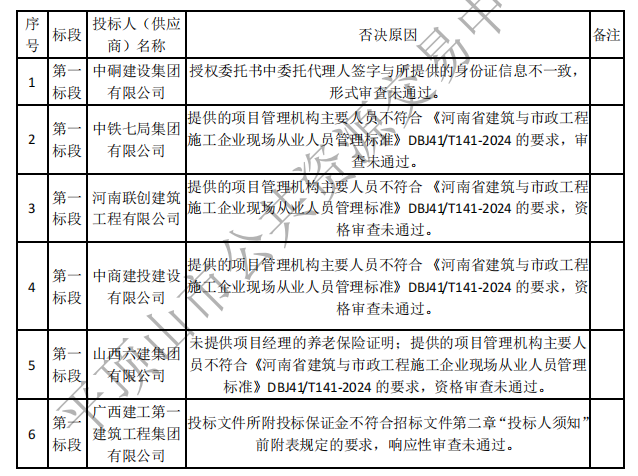 序号 标段 投标人（供应商）名称 否决原因 备注
1 第一标段 中硐建设集团有限公司 授权委托书中委托代理人签字与所提供的身份证信息不一致，形式审查未通过。
2 第一标段 中铁七局集团有限公司 提供的项目管理机构主要人员不符合 《河南省建筑与市政工程施工企业现场从业人员管理标准》DBJ41/T141-2024 的要求，审查未通过。
3 第一标段 河南联创建筑工程有限公司 提供的项目管理机构主要人员不符合 《河南省建筑与市政工程施工企业现场从业人员管理标准》DBJ41/T141-2024 的要求，资格审查未通过。
4 第一标段 中商建投建设有限公司 提供的项目管理机构主要人员不符合 《河南省建筑与市政工程施工企业现场从业人员管理标准》DBJ41/T141-2024 的要求，资格审查未通过。
5 第一标段 山西六建集团有限公司 未提供项目经理的养老保险证明；提供的项目管理机构主要人员不符合《河南省建筑与市政工程施工企业现场从业人员管理标准》DBJ41/T141-2024 的要求，资格审查未通过。
6 第一标段 广西建工第一建筑工程集团有限公司 投标文件所附投标保证金不符合招标文件第二章“投标人须知”前附表规定的要求，响应性审查未通过。
平顶山市公共资源交易中